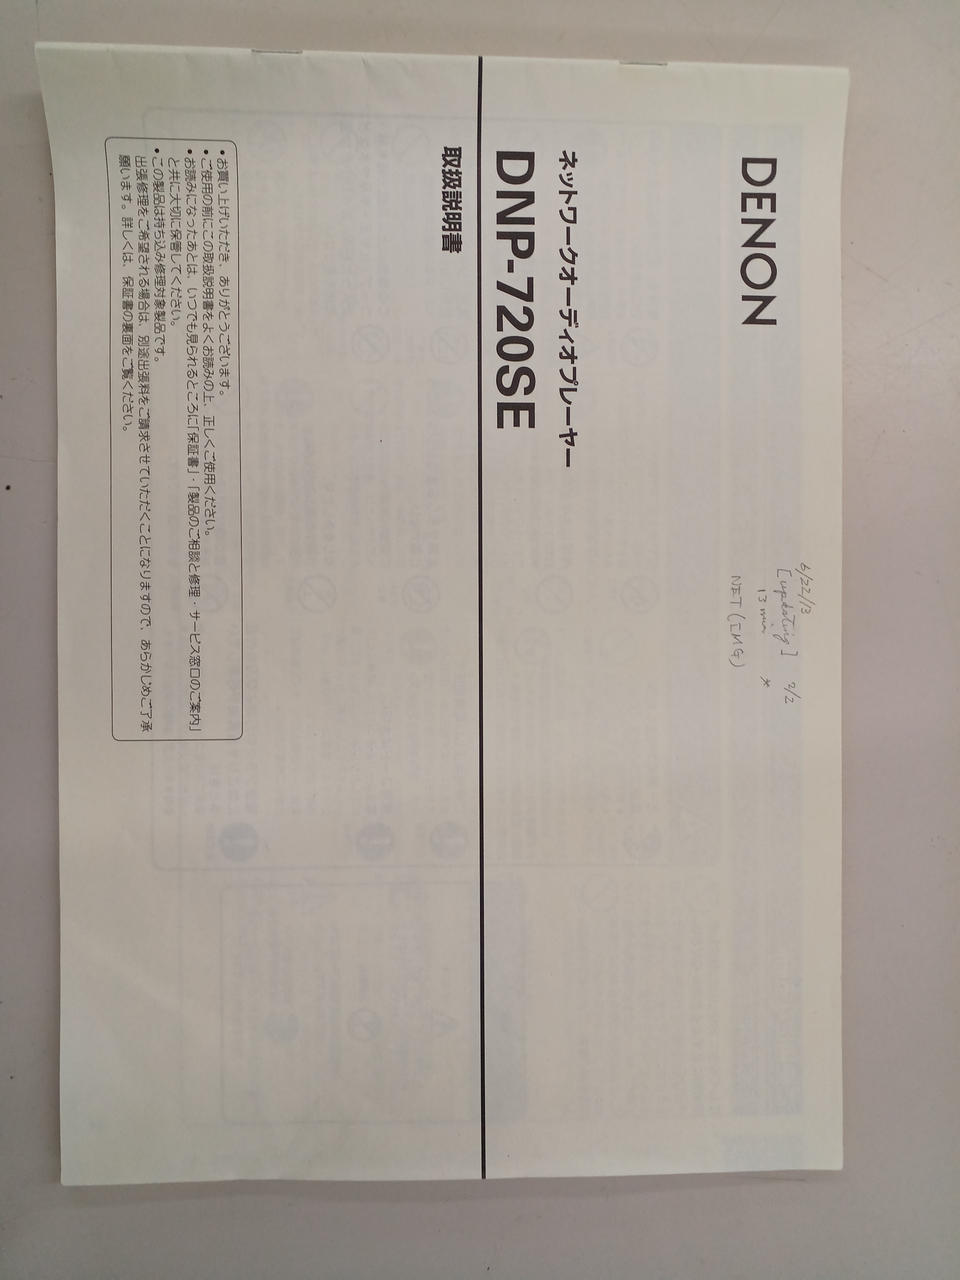 DENON
6/22/13
[updating] 2/2
13 min *
NET (IMG)
ネットワークオーディオプレーヤー
DNP-720SE
取扱説明書
• お買い上げいただき、ありがとうございます。
• ご使用の前にこの取扱説明書をよくお読みの上、正しくご使用ください。
• お読みになったあとは、いつでも見られるところに「保証書」・「製品のご相談と修理・サービス窓口のご案内」
と共に大切に保管してください。
• この製品は持ち込み修理対象製品です。
出張修理をご希望される場合は、別途出張料をご請求させていただくことになりますので、あらかじめご了承
願います。詳しくは、保証書の裏面をご覧ください。